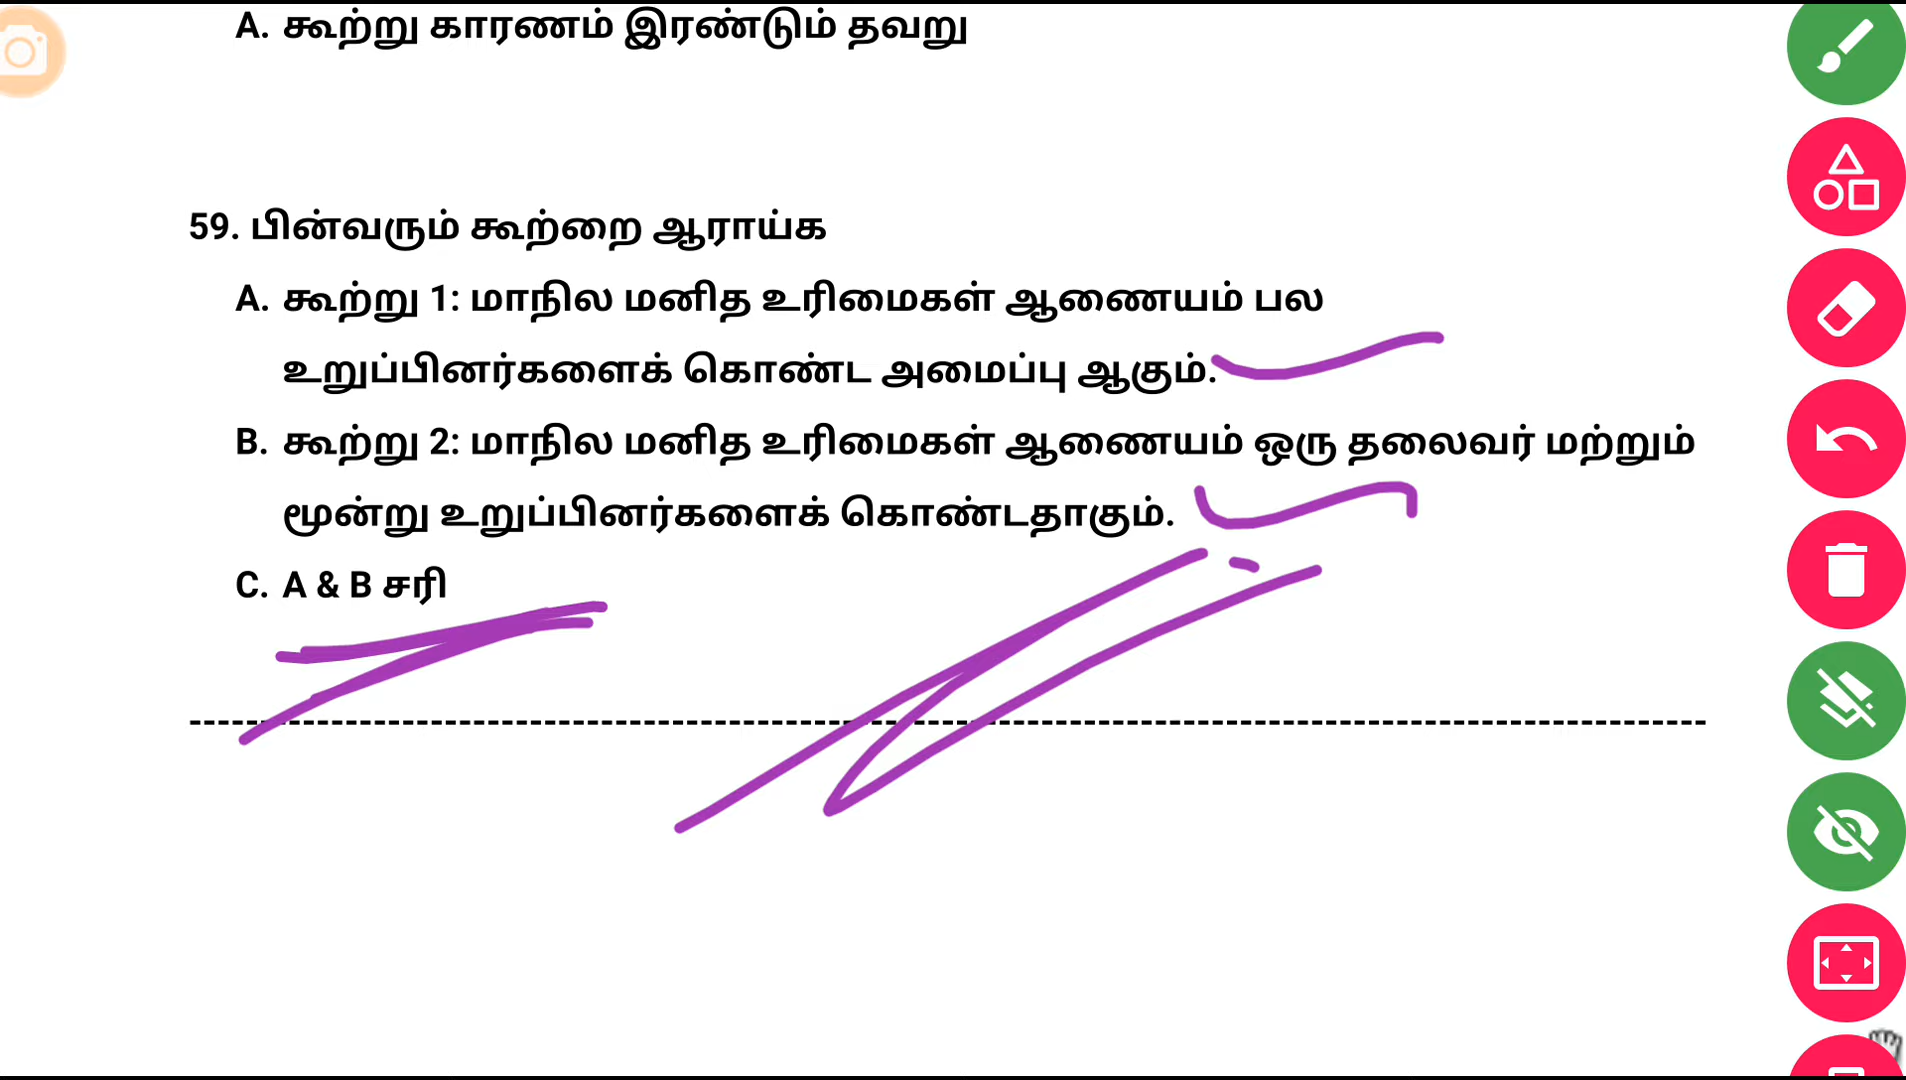 A. கூற்று காரணம் இரண்டும் தவறு
59. பின்வரும் கூற்றை ஆராய்க
A. கூற்று 1: மாநில மனித உரிமைகள் ஆணையம் பல
உறுப்பினர்களைக் கொண்ட அமைப்பு ஆகும்.
B. கூற்று 2: மாநில மனித உரிமைகள் ஆணையம் ஒரு தலைவர் மற்றும்
மூன்று உறுப்பினர்களைக் கொண்டதாகும்.
C. A & B சரி